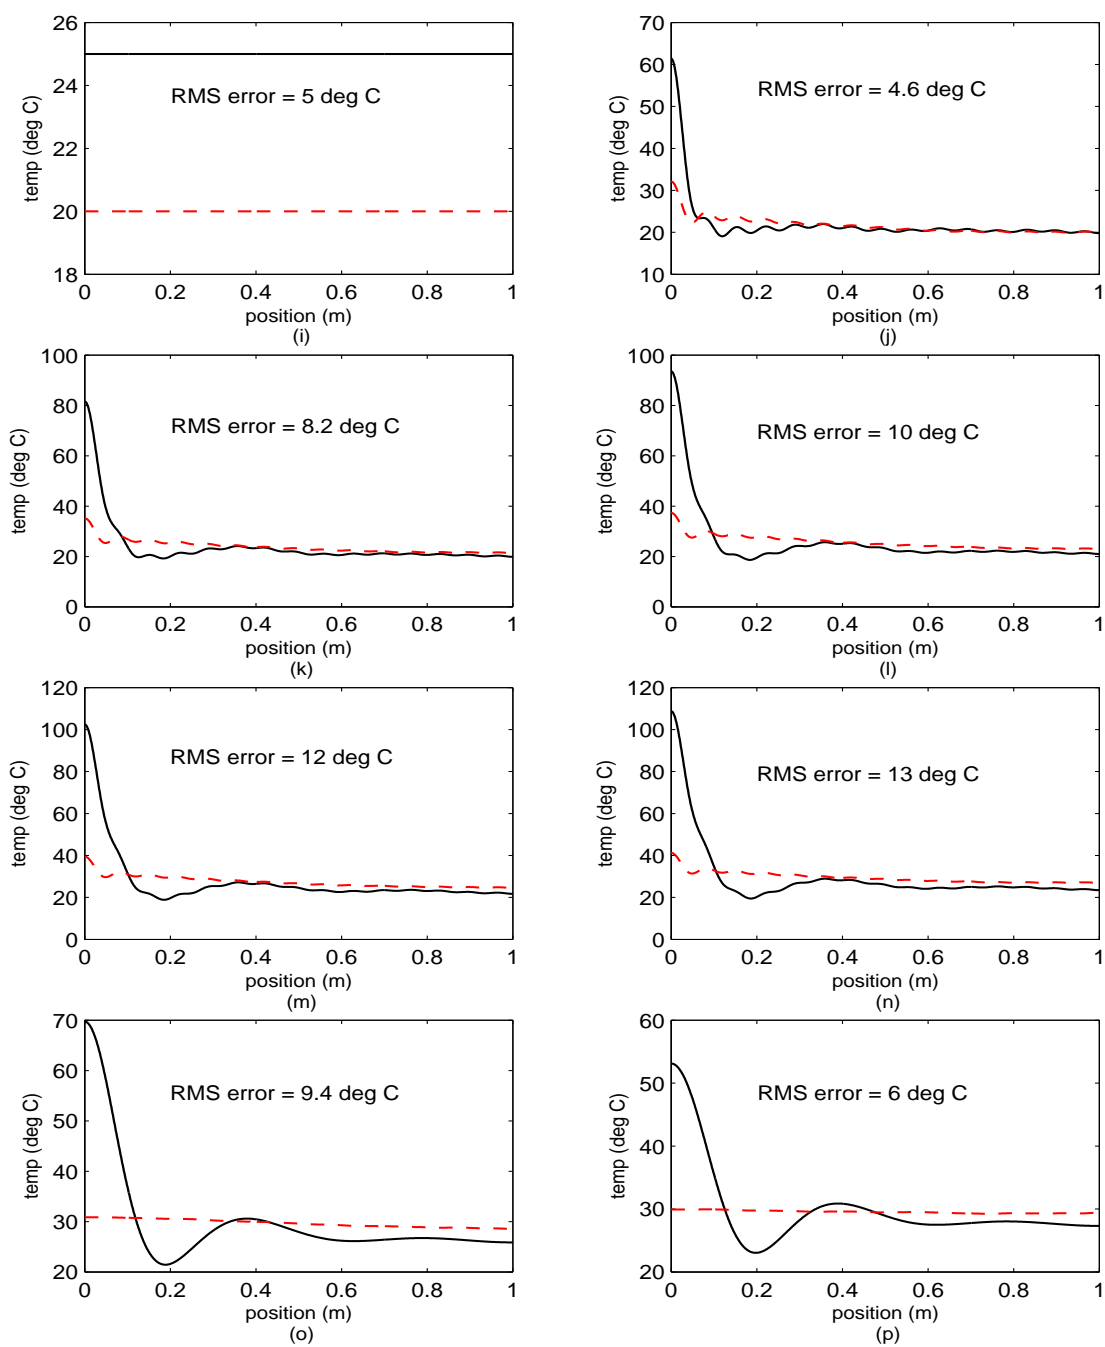 26
24
22
20
18
temp (deg C)
RMS error = 5 deg C
0 0.2 0.4 0.6 0.8 1
position (m)
(i)
70
60
50
40
30
20
10
temp (deg C)
RMS error = 4.6 deg C
0 0.2 0.4 0.6 0.8 1
position (m)
(j)
100
80
60
40
20
0
temp (deg C)
RMS error = 8.2 deg C
0 0.2 0.4 0.6 0.8 1
position (m)
(k)
100
80
60
40
20
0
temp (deg C)
RMS error = 10 deg C
0 0.2 0.4 0.6 0.8 1
position (m)
(l)
120
100
80
60
40
20
0
temp (deg C)
RMS error = 12 deg C
0 0.2 0.4 0.6 0.8 1
position (m)
(m)
120
100
80
60
40
20
0
temp (deg C)
RMS error = 13 deg C
0 0.2 0.4 0.6 0.8 1
position (m)
(n)
70
60
50
40
30
20
temp (deg C)
RMS error = 9.4 deg C
0 0.2 0.4 0.6 0.8 1
position (m)
(o)
60
50
40
30
20
temp (deg C)
RMS error = 6 deg C
0 0.2 0.4 0.6 0.8 1
position (m)
(p)